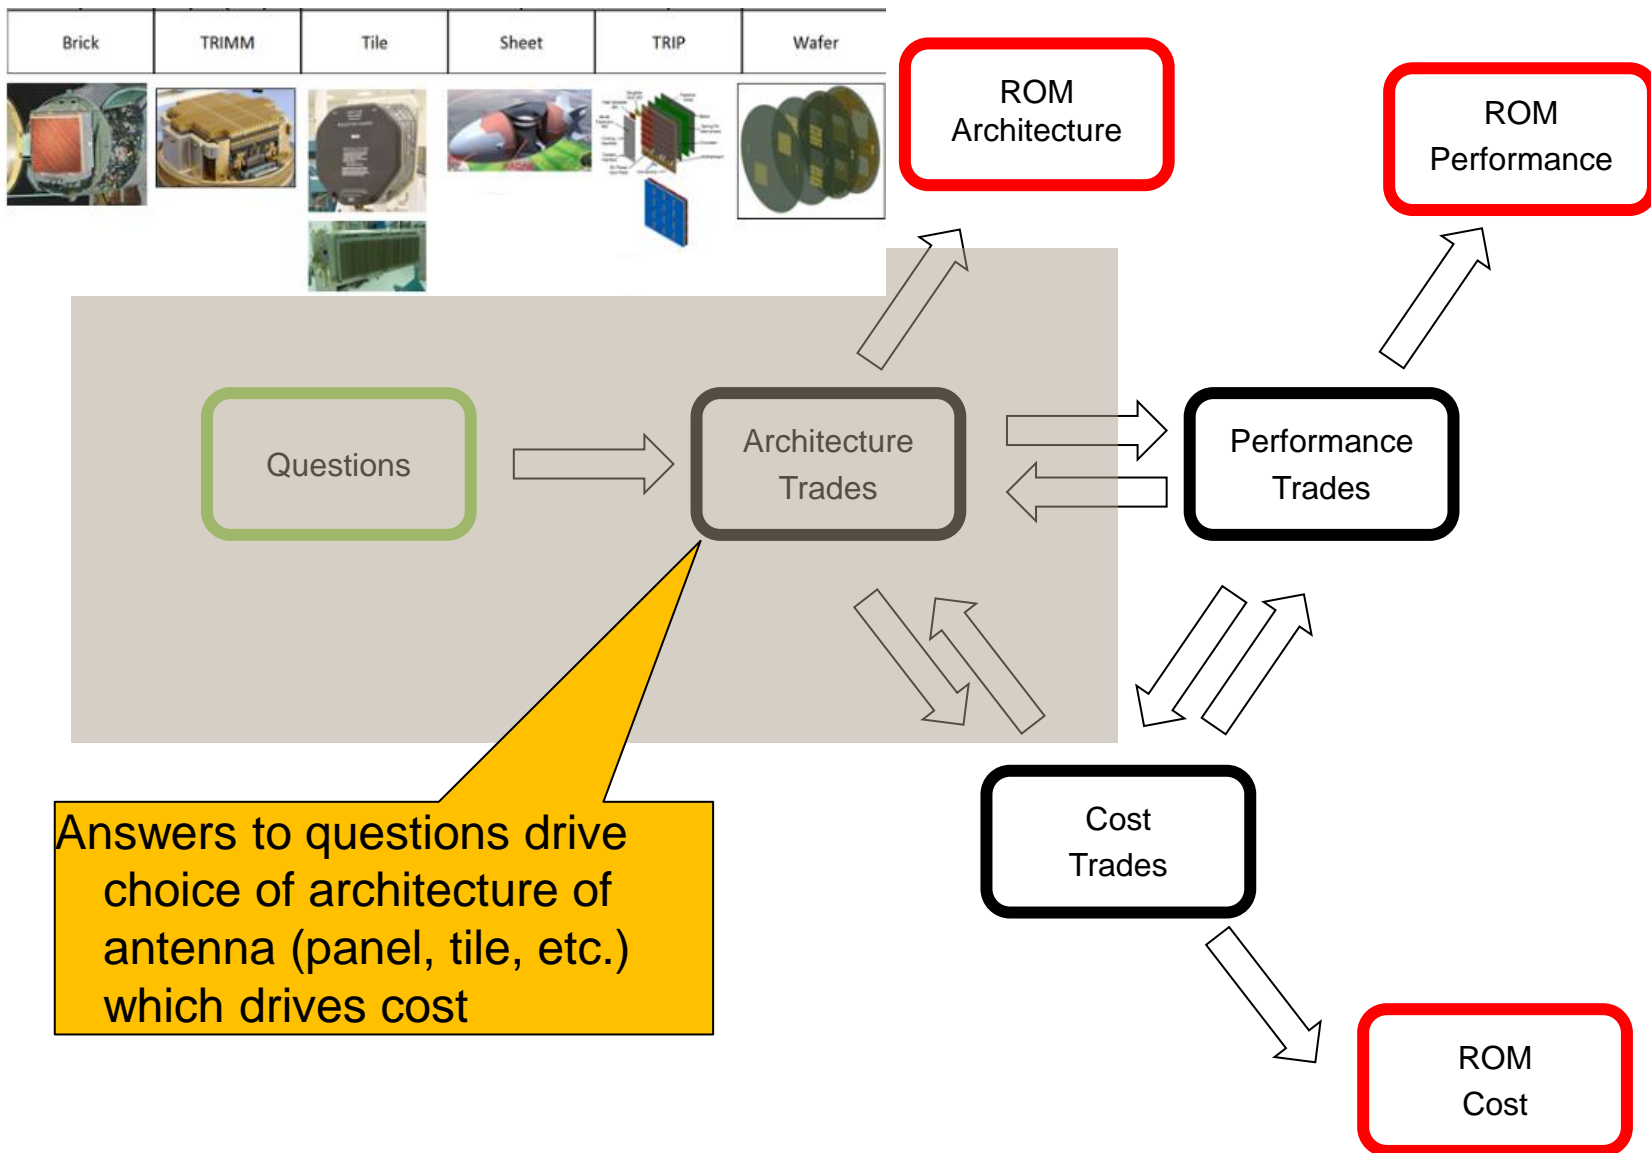 Brick
TRIMM
Tile
Sheet
TRIP
Wafer
ROM
Architecture
ROM
Performance
Questions
Architecture
Trades
Performance
Trades
Cost
Trades
Answers to questions drive
choice of architecture of
antenna (panel, tile, etc.)
which drives cost
ROM
Cost